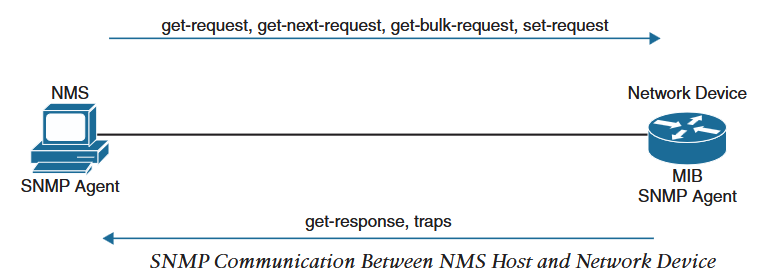 get-request, get-next-request, get-bulk-request, set-request
NMS
Network Device
SNMP Agent
MIB
SNMP Agent
get-response, traps
SNMP Communication Between NMS Host and Network Device